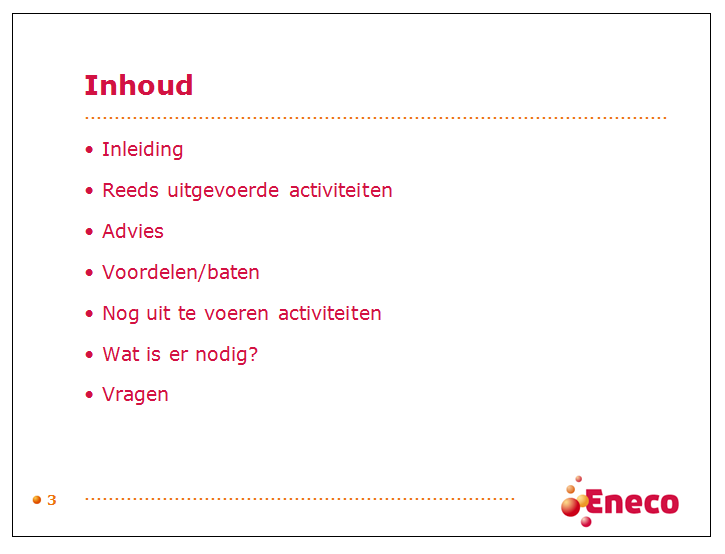 Inhoud
• Inleiding
• Reeds uitgevoerde activiteiten
• Advies
• Voordelen/baten
• Nog uit te voeren activiteiten
• Wat is er nodig?
• Vragen
3
Eneco